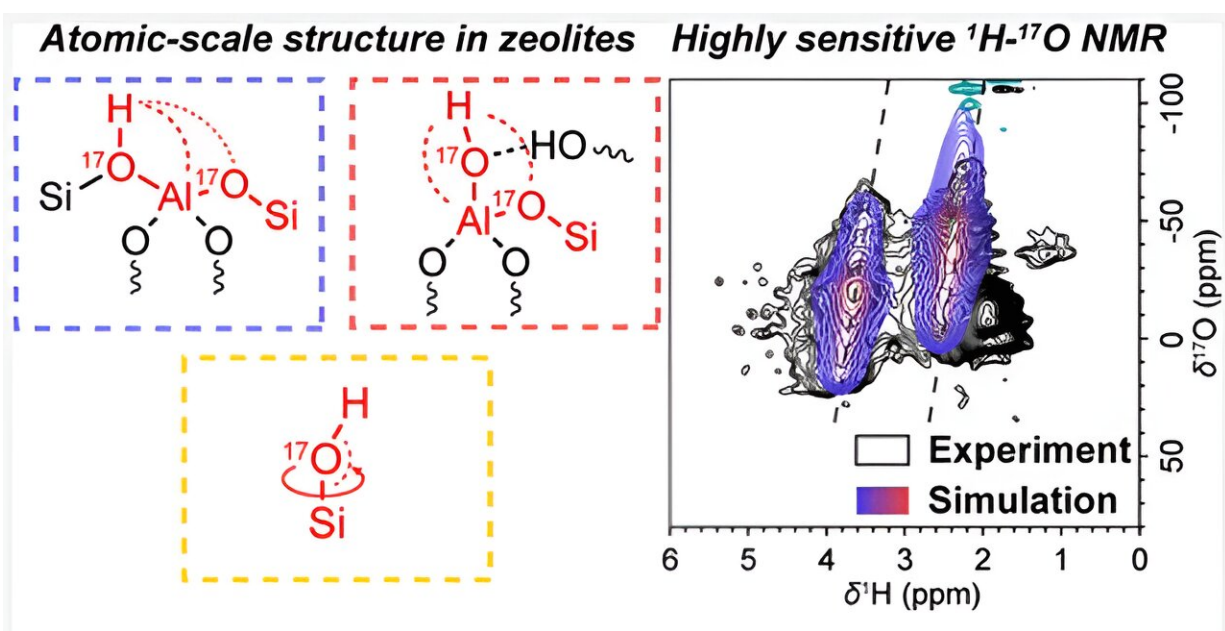 Atomic-scale structure in zeolites
Highly sensitive ¹H-¹⁷O NMR
H
¹⁷O
Si
Al
¹⁷O
Si
O
O
H
¹⁷O
HO
Al
¹⁷O
Si
O
O
H
¹⁷O
Si
-100
-50
0
50
δ¹⁷O (ppm)
Experiment
Simulation
6 5 4 3 2 1 0
δ¹H (ppm)